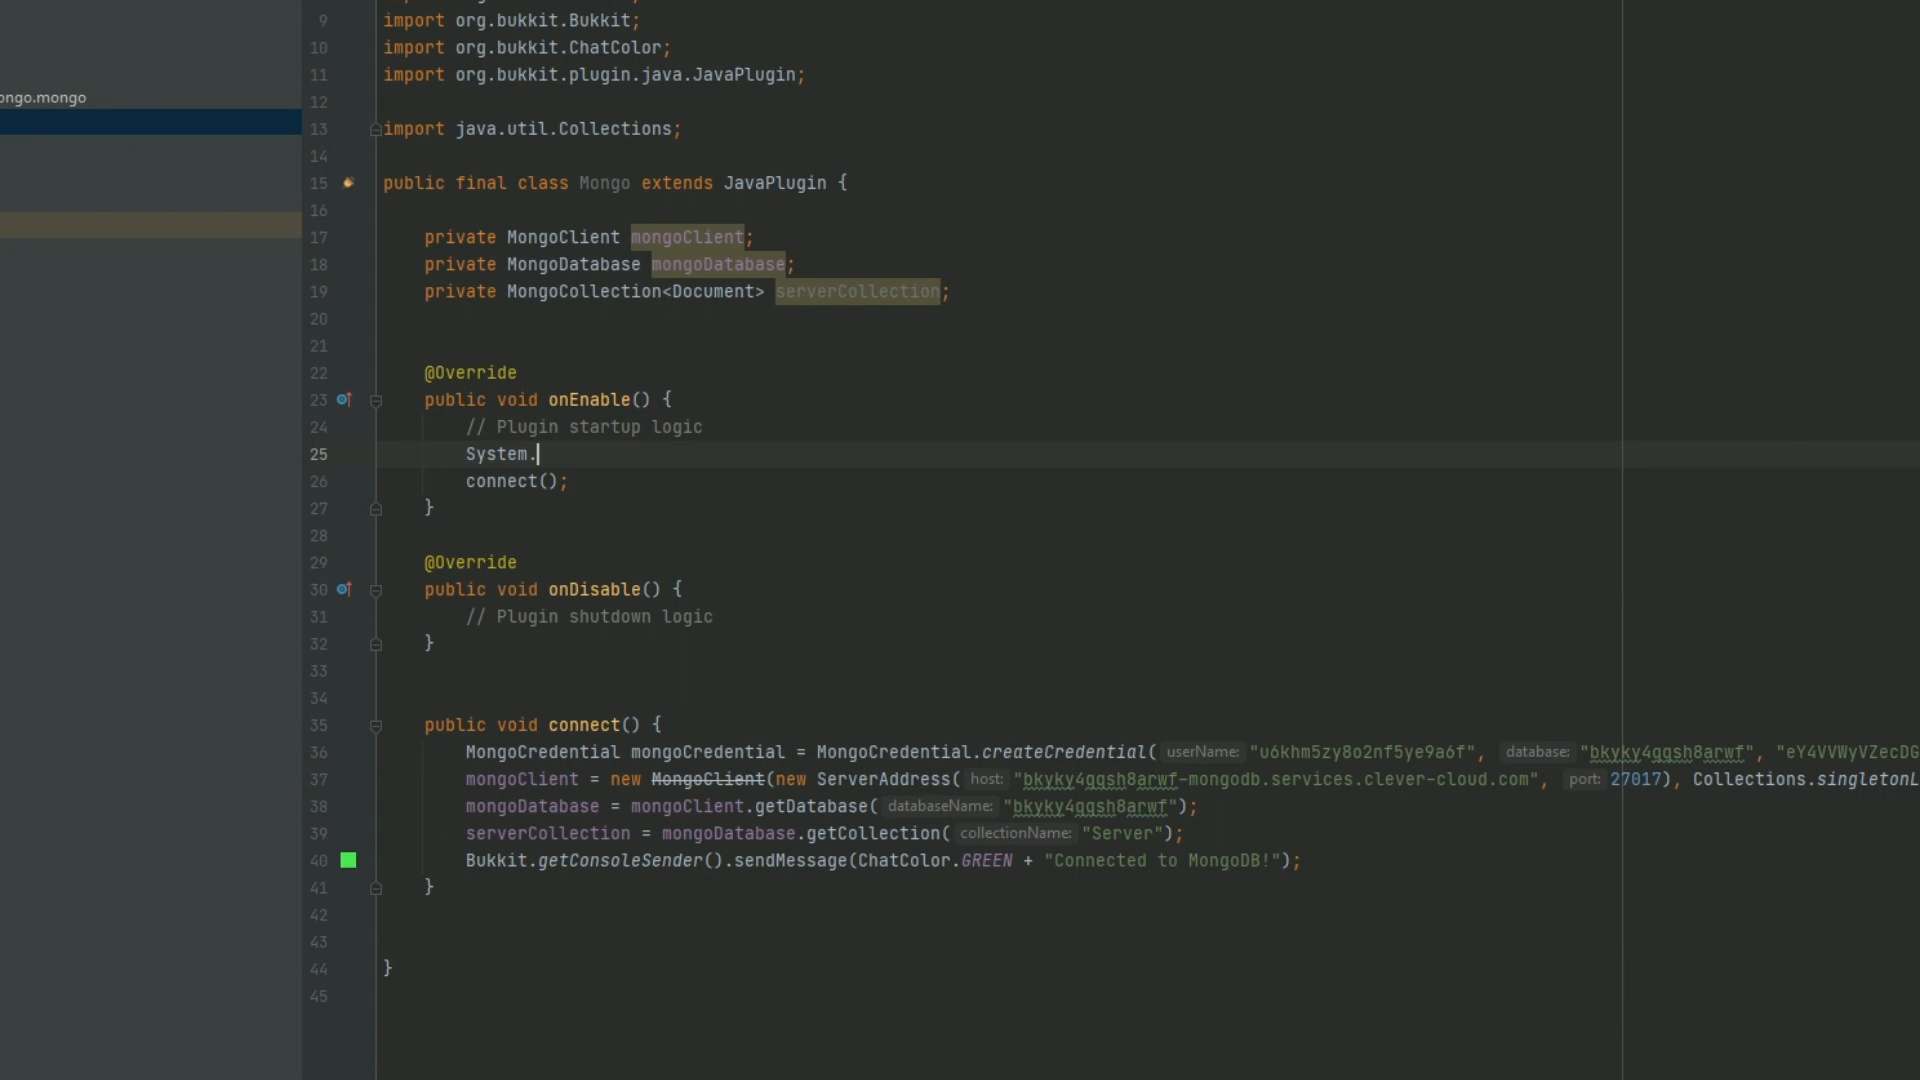 9 import org.bukkit.Bukkit;
10 import org.bukkit.ChatColor;
11 import org.bukkit.plugin.java.JavaPlugin;
ongo.mongo
12
13 import java.util.Collections;
14
15 public final class Mongo extends JavaPlugin {
16
17 private MongoClient mongoClient;
18 private MongoDatabase mongoDatabase;
19 private MongoCollection<Document> serverCollection;
20
21
22 @Override
23 public void onEnable() {
24 // Plugin startup logic
25 System.
26 connect();
27 }
28
29 @Override
30 public void onDisable() {
31 // Plugin shutdown logic
32 }
33
34
35 public void connect() {
36 MongoCredential mongoCredential = MongoCredential.createCredential( userName: "u6khm5zy8o2nf5ye9a6f", database: "bkyky4gqsh8arwf", "eY4VVWyVZecDG
37 mongoClient = new MongoClient(new ServerAddress( host: "bkyky4gqsh8arwf-mongodb.services.clever-cloud.com", port: 27017), Collections.singletonL
38 mongoDatabase = mongoClient.getDatabase( databaseName: "bkyky4gqsh8arwf");
39 serverCollection = mongoDatabase.getCollection( collectionName: "Server");
40 Bukkit.getConsoleSender().sendMessage(ChatColor.GREEN + "Connected to MongoDB!");
41 }
42
43
44 }
45